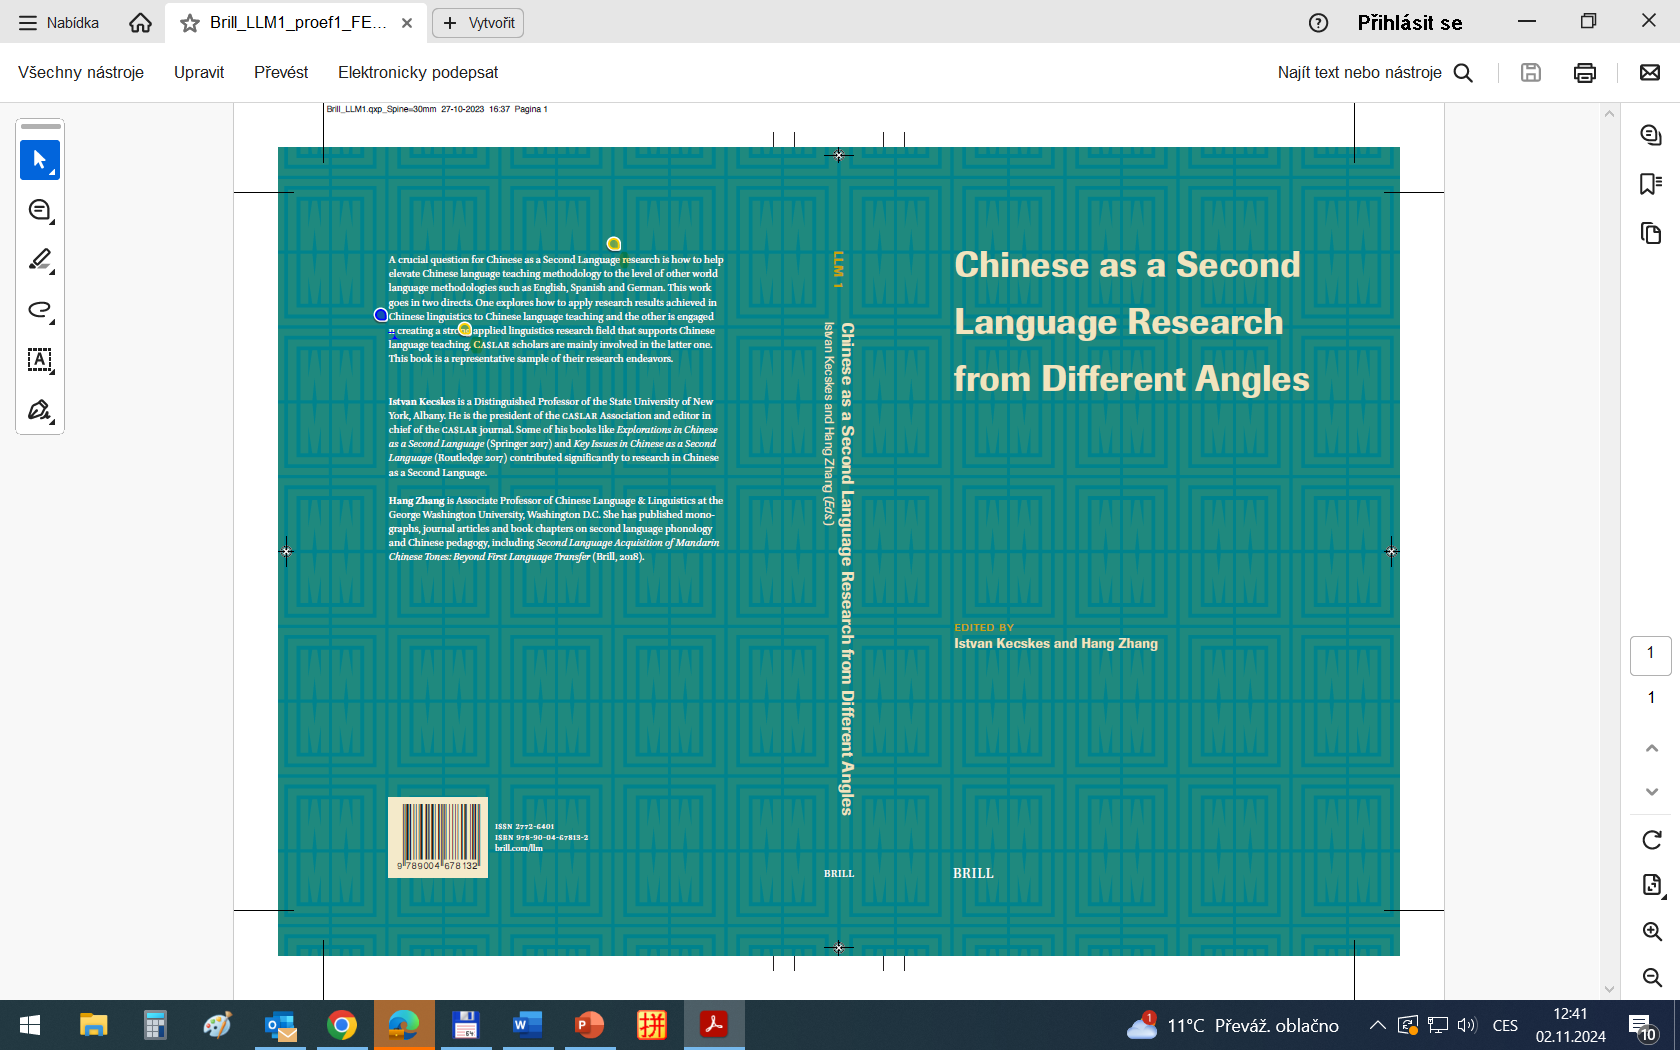 Nabídka
Brill_LLM1_proef1_FE...
Vytvořit
Přihlásit se
Všechny nástroje
Upravit
Převést
Elektronicky podepsat
Najít text nebo nástroje
Brill_LLM1.qxp_Spine=30mm 27-10-2023 16:37 Pagina 1
A crucial question for Chinese as a Second Language research is how to help
elevate Chinese language teaching methodology to the level of other world
language methodologies such as English, Spanish and German. This work
goes in two directs. One explores how to apply research results achieved in
Chinese linguistics to Chinese language teaching and the other is engaged
creating a strong applied linguistics research field that supports Chinese
language teaching. CASLAR scholars are mainly involved in the latter one.
This book is a representative sample of their research endeavors.
Istvan Kecskes is a Distinguished Professor of the State University of New
York, Albany. He is the president of the CASLAR Association and editor in
chief of the CASLAR journal. Some of his books like Explorations in Chinese
as a Second Language (Springer 2017) and Key Issues in Chinese as a Second
Language (Routledge 2017) contributed significantly to research in Chinese
as a Second Language.
Hang Zhang is Associate Professor of Chinese Language & Linguistics at the
George Washington University, Washington D.C. She has published mono-
graphs, journal articles and book chapters on second language phonology
and Chinese pedagogy, including Second Language Acquisition of Mandarin
Chinese Tones: Beyond First Language Transfer (Brill, 2018).
ISSN 2772-6401
ISBN 978-90-04-67813-2
brill.com/llm
9 789004 678132
LLM 1
Chinese as a Second Language Research from Different Angles
Istvan Kecskes and Hang Zhang (Eds.)
BRILL
Chinese as a Second
Language Research
from Different Angles
EDITED BY
Istvan Kecskes and Hang Zhang
BRILL
1
1
拼
1
11°C Převáž. oblačno
CES
12:41
02.11.2024
10